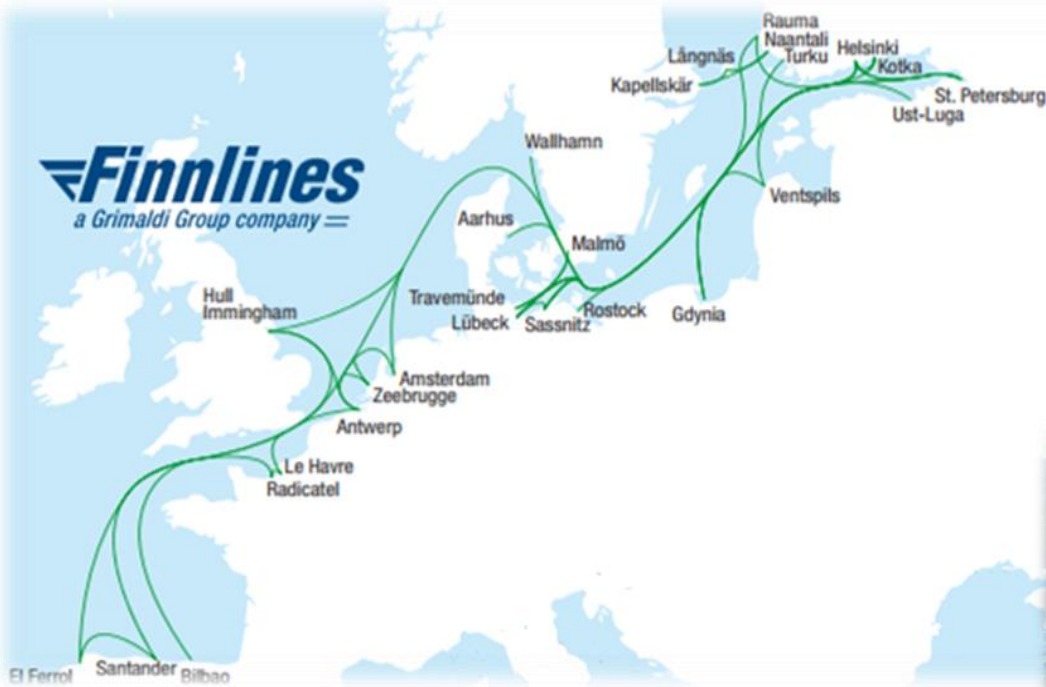 Rauma
Naantali
Turku
Helsinki
Kotka
Långnäs
Kapellskär
St. Petersburg
Ust-Luga
Wallhamn
Finnlines
a Grimaldi Group company
Ventspils
Aarhus
Malmö
Hull
Immingham
Travemünde
Lübeck
Sassnitz
Rostock
Gdynia
Amsterdam
Zeebrugge
Antwerp
Le Havre
Radicatel
El Ferrol
Santander
Bilbao